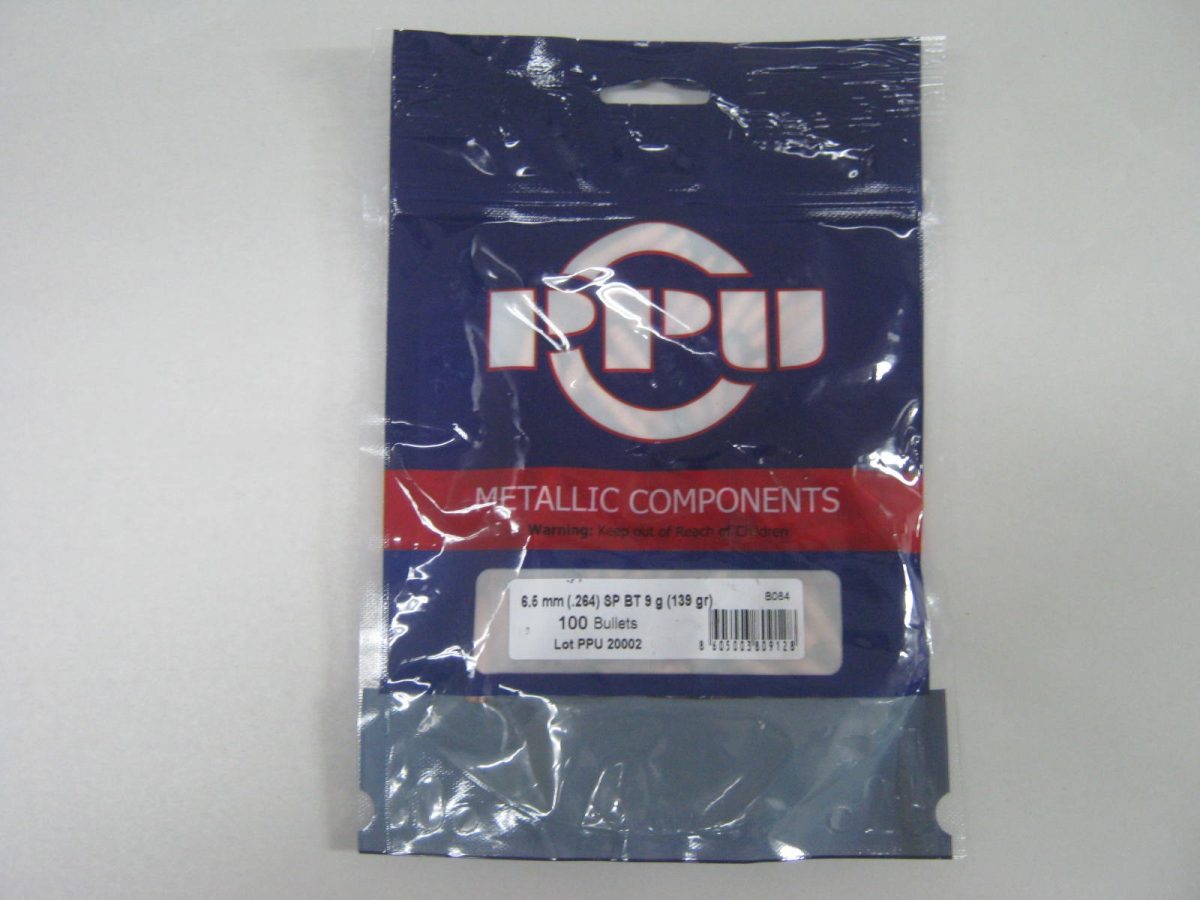 PPU
METALLIC COMPONENTS
Warning: Keep out of Reach of Children
6.5 mm (.264) SP BT 9 g (139 gr)
B084
100 Bullets
Lot PPU 20002
8 605003 809128